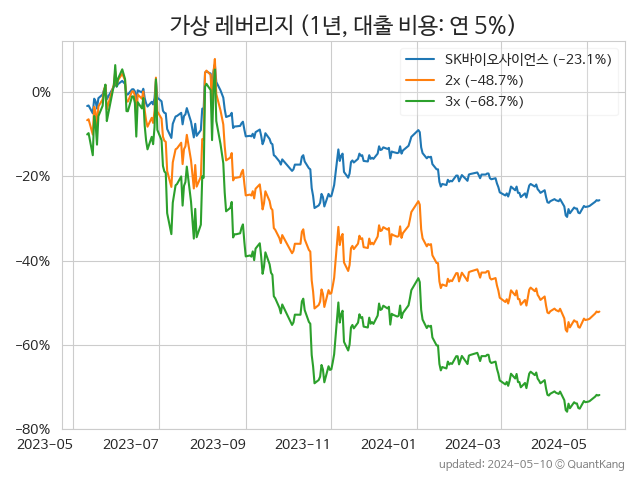 가상 레버리지 (1년, 대출 비용: 연 5%)
SK바이오사이언스 (−23.1%)
2x (−48.7%)
3x (−68.7%)
0%
−20%
−40%
−60%
−80%
2023-05 2023-07 2023-09 2023-11 2024-01 2024-03 2024-05
updated: 2024-05-10 © QuantKang